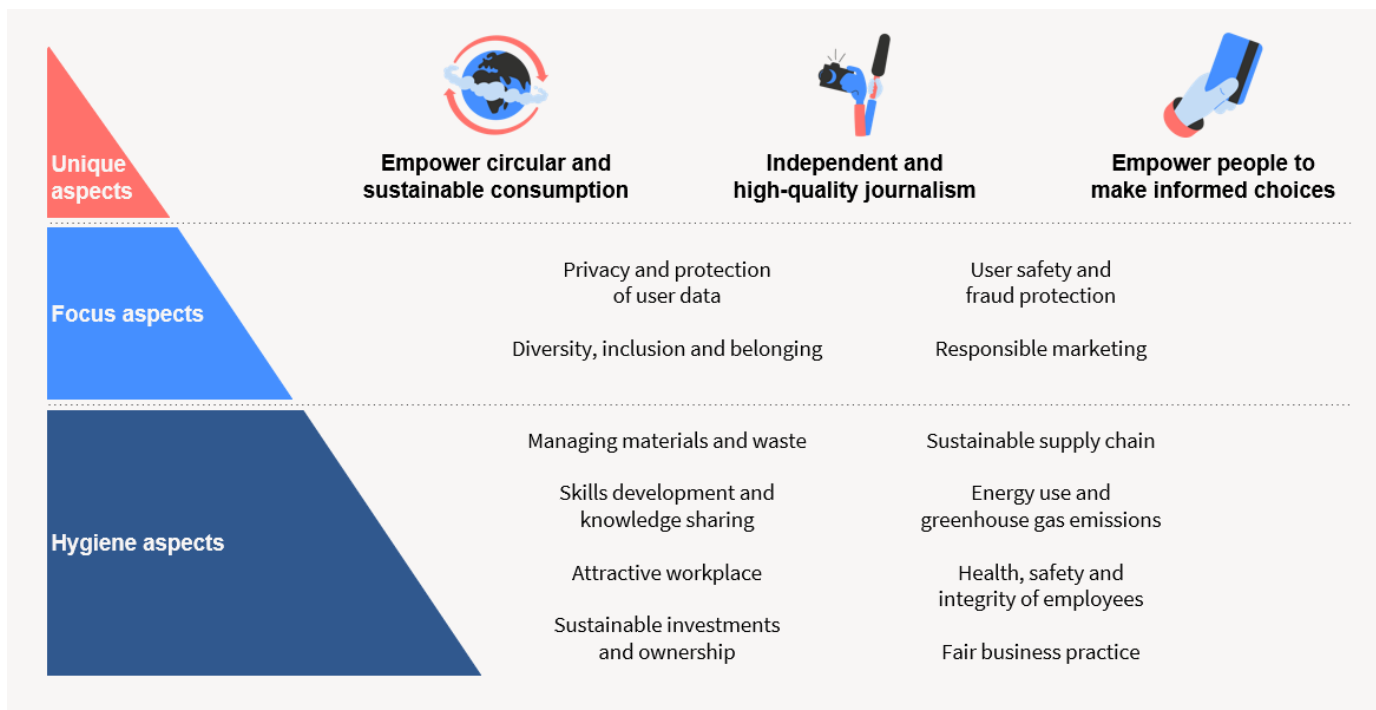 Unique
aspects
Empower circular and
sustainable consumption
Independent and
high-quality journalism
Empower people to
make informed choices
Focus aspects
Privacy and protection
of user data
User safety and
fraud protection
Diversity, inclusion and belonging
Responsible marketing
Hygiene aspects
Managing materials and waste
Sustainable supply chain
Skills development and
knowledge sharing
Energy use and
greenhouse gas emissions
Attractive workplace
Health, safety and
integrity of employees
Sustainable investments
and ownership
Fair business practice